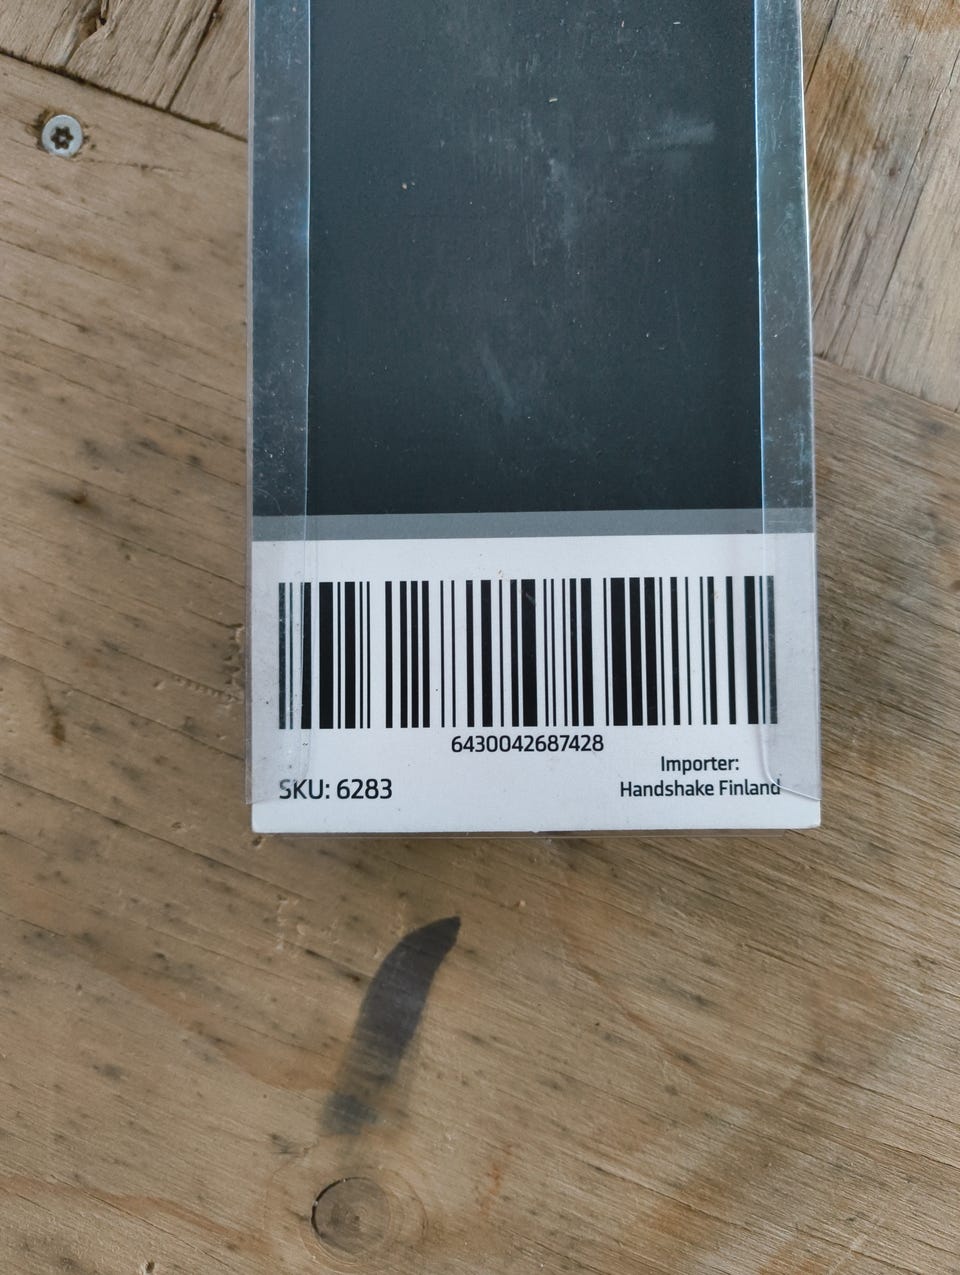 6430042687428
SKU: 6283
Importer:
Handshake Finland